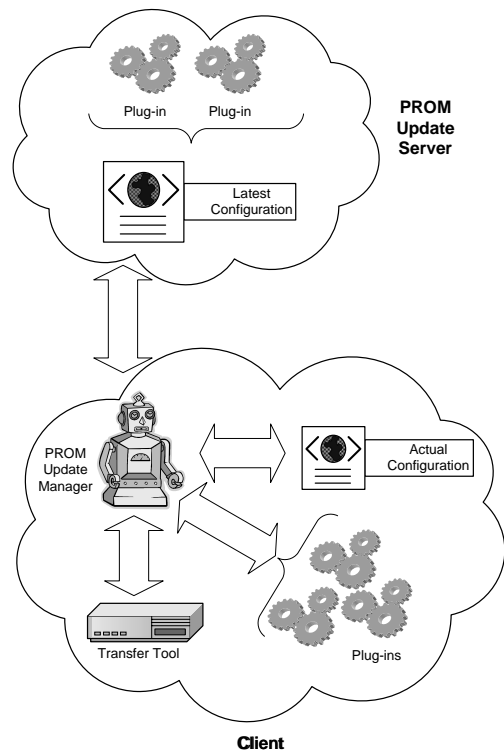 Plug-in Plug-in
PROM
Update
Server
Latest
Configuration
PROM
Update
Manager
Actual
Configuration
Transfer Tool
Plug-ins
Client